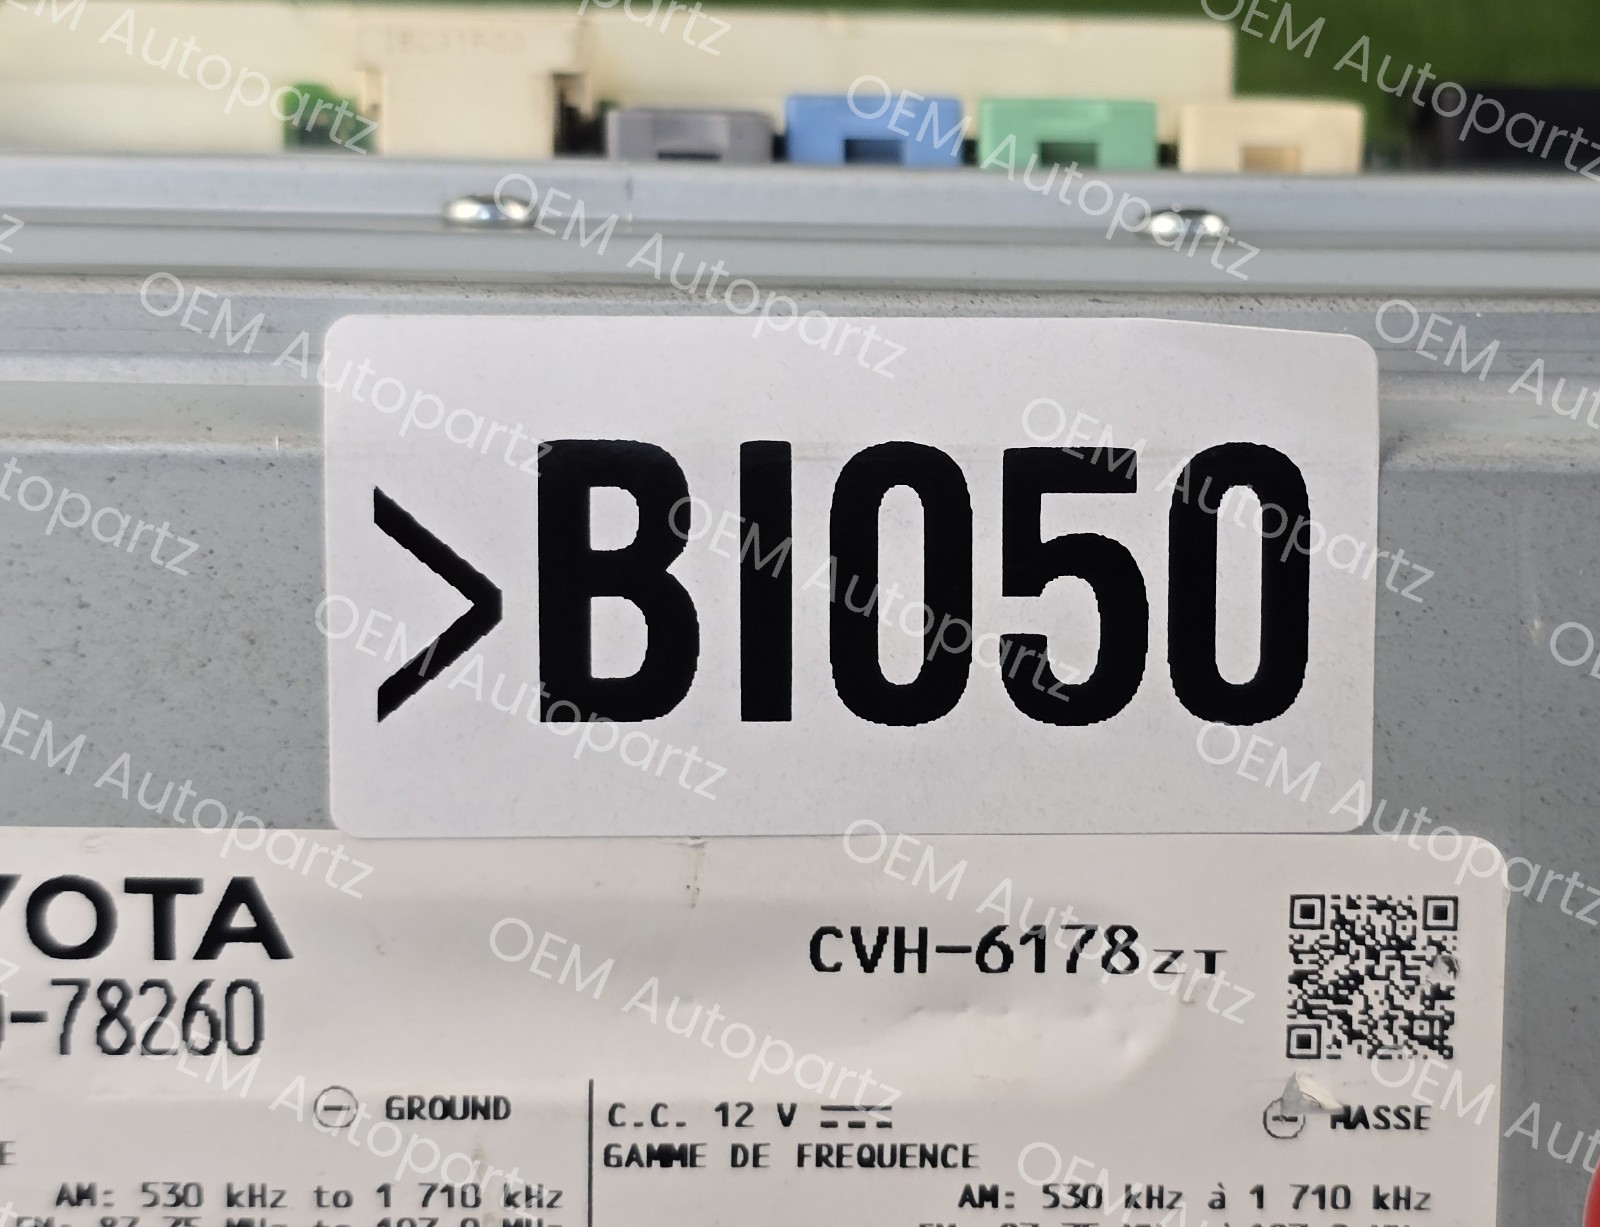 >BI050
YOTA
CVH-6178ZT
-78260
⊖ GROUND
C.C. 12 V
⊖ MASSE
GAMME DE FREQUENCE
E
AM: 530 kHz to 1 710 kHz
AM: 530 kHz à 1 710 kHz
OEM Autopartz